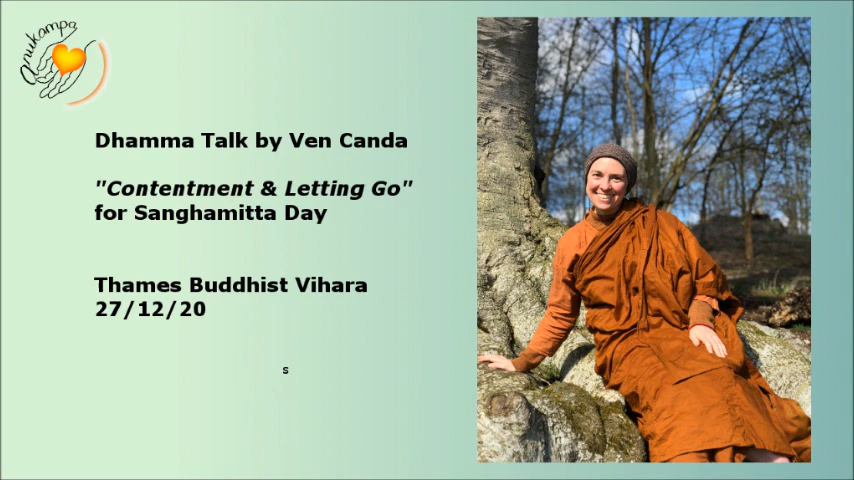 Anukampa
Dhamma Talk by Ven Canda
"Contentment & Letting Go"
for Sanghamitta Day
Thames Buddhist Vihara
27/12/20
s